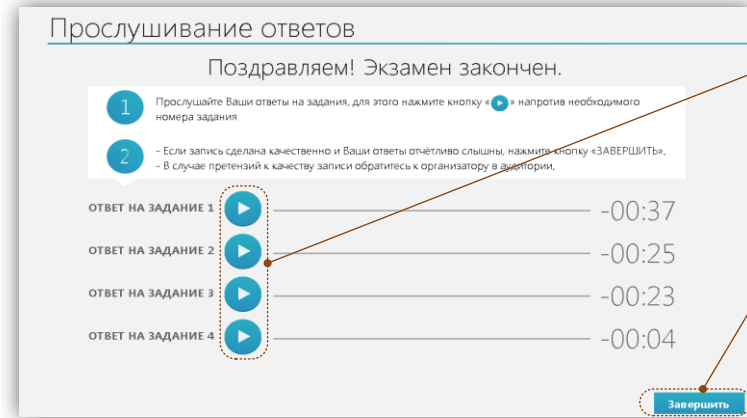 Прослушивание ответов
Поздравляем! Экзамен закончен.
1 Прослушайте Ваши ответы на задания, для этого нажмите кнопку «▶» напротив необходимого
номера задания
2 - Если запись сделана качественно и Ваши ответы отчётливо слышны, нажмите кнопку «ЗАВЕРШИТЬ».
- В случае претензий к качеству записи обратитесь к организатору в аудитории.
ОТВЕТ НА ЗАДАНИЕ 1 -00:37
ОТВЕТ НА ЗАДАНИЕ 2 -00:25
ОТВЕТ НА ЗАДАНИЕ 3 -00:23
ОТВЕТ НА ЗАДАНИЕ 4 -00:04
Завершить